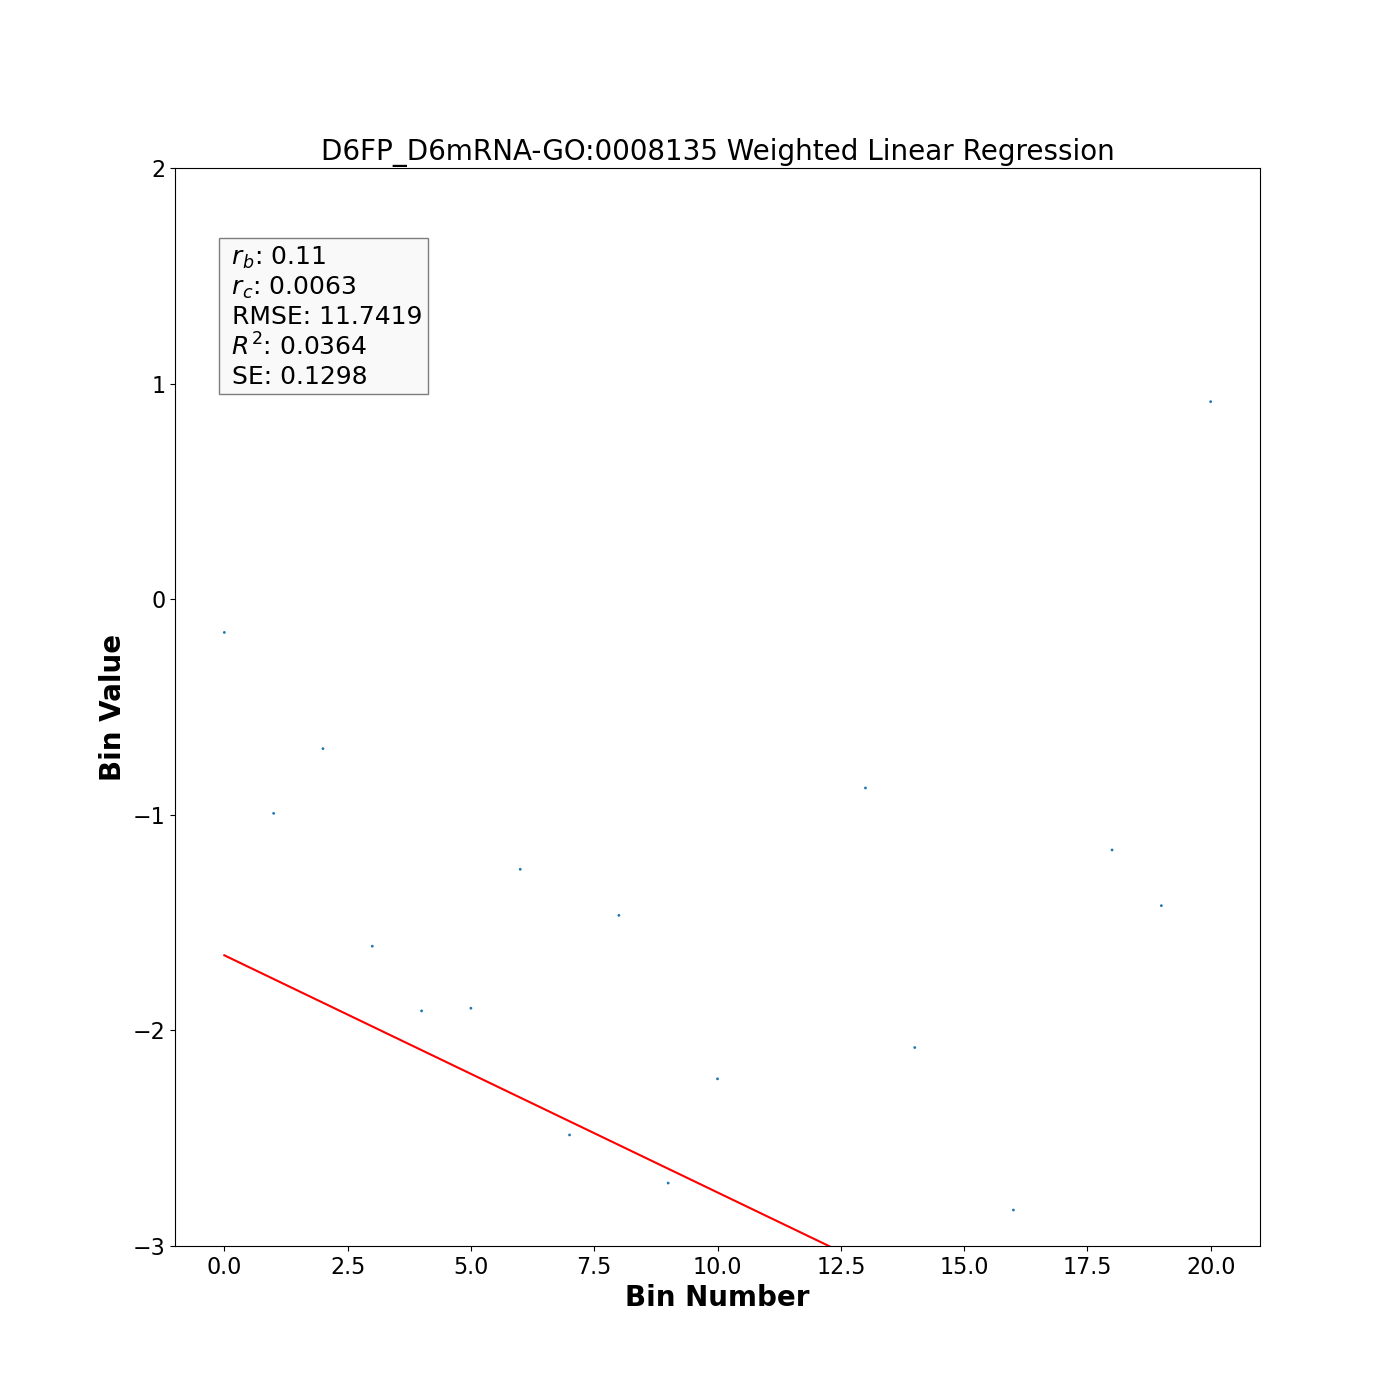 D6FP_D6mRNA-GO:0008135 Weighted Linear Regression
2
r_b: 0.11
r_c: 0.0063
RMSE: 11.7419
R²: 0.0364
SE: 0.1298
1
0
Bin Value
−1
−2
−3
0.0 2.5 5.0 7.5 10.0 12.5 15.0 17.5 20.0
Bin Number